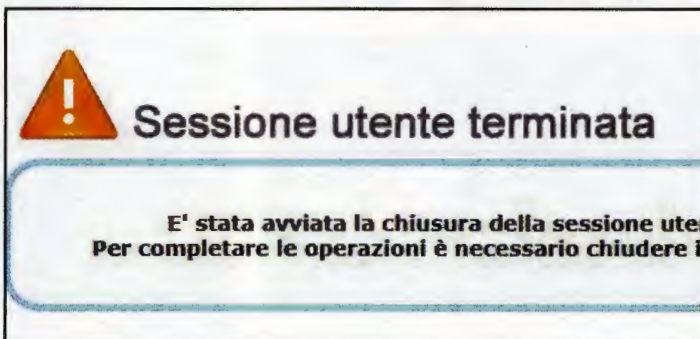 Sessione utente terminata
E' stata avviata la chiusura della sessione
Per completare le operazioni è necessario chiudere